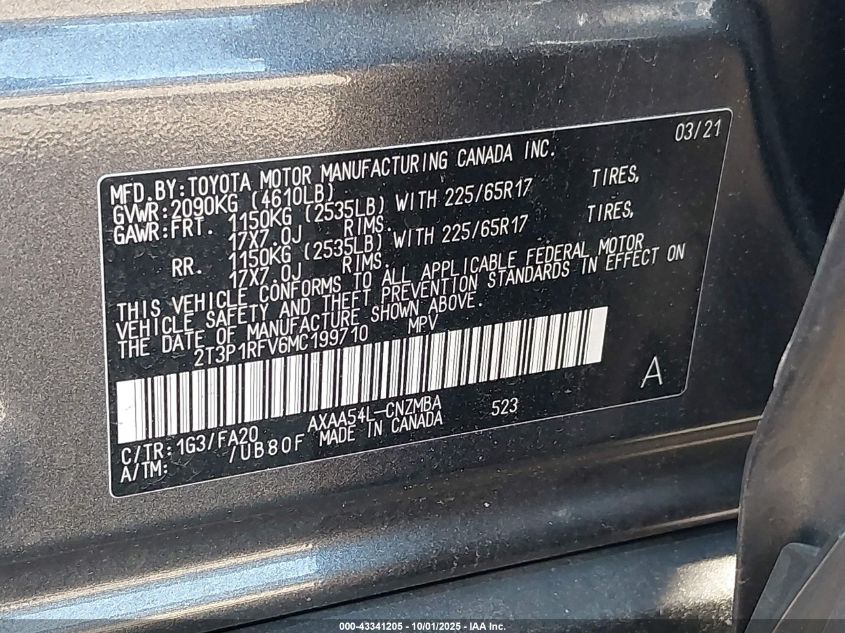 03/21
MFD.BY:TOYOTA MOTOR MANUFACTURING CANADA INC.
GVWR:2090KG (4610LB)
GAWR:FRT. 1150KG (2535LB) WITH 225/65R17 TIRES,
17X7.0J RIMS.
RR. 1150KG (2535LB) WITH 225/65R17 TIRES,
17X7.0J RIMS
THIS VEHICLE CONFORMS TO ALL APPLICABLE FEDERAL MOTOR
VEHICLE SAFETY AND THEFT PREVENTION STANDARDS IN EFFECT ON
THE DATE OF MANUFACTURE SHOWN ABOVE.
2T3P1RFV6MC199710 MPV
A
C/TR:1G3/FA20 AXAA54L-CNZMBA 523
A/TM: /UB80F MADE IN CANADA
000-43341205 - 10/01/2025 - IAA Inc.